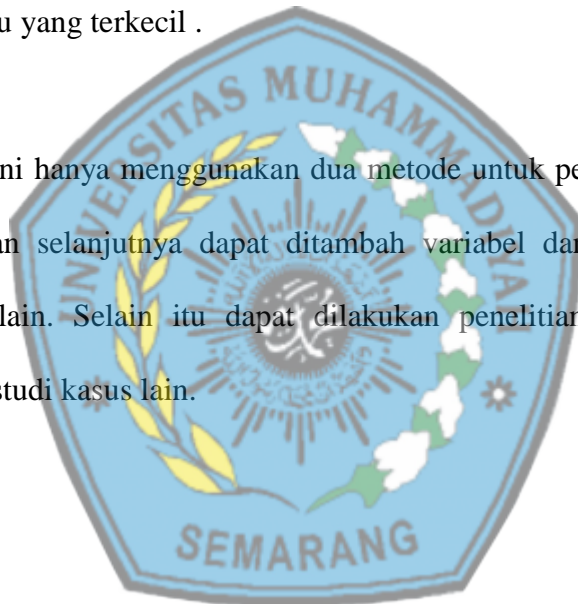 u yang terkecil .
UNIVERSITAS MUHAMMADIYAH
ni hanya menggunakan dua metode untuk pe
an selanjutnya dapat ditambah variabel dan
lain. Selain itu dapat dilakukan penelitian
studi kasus lain.
SEMARANG